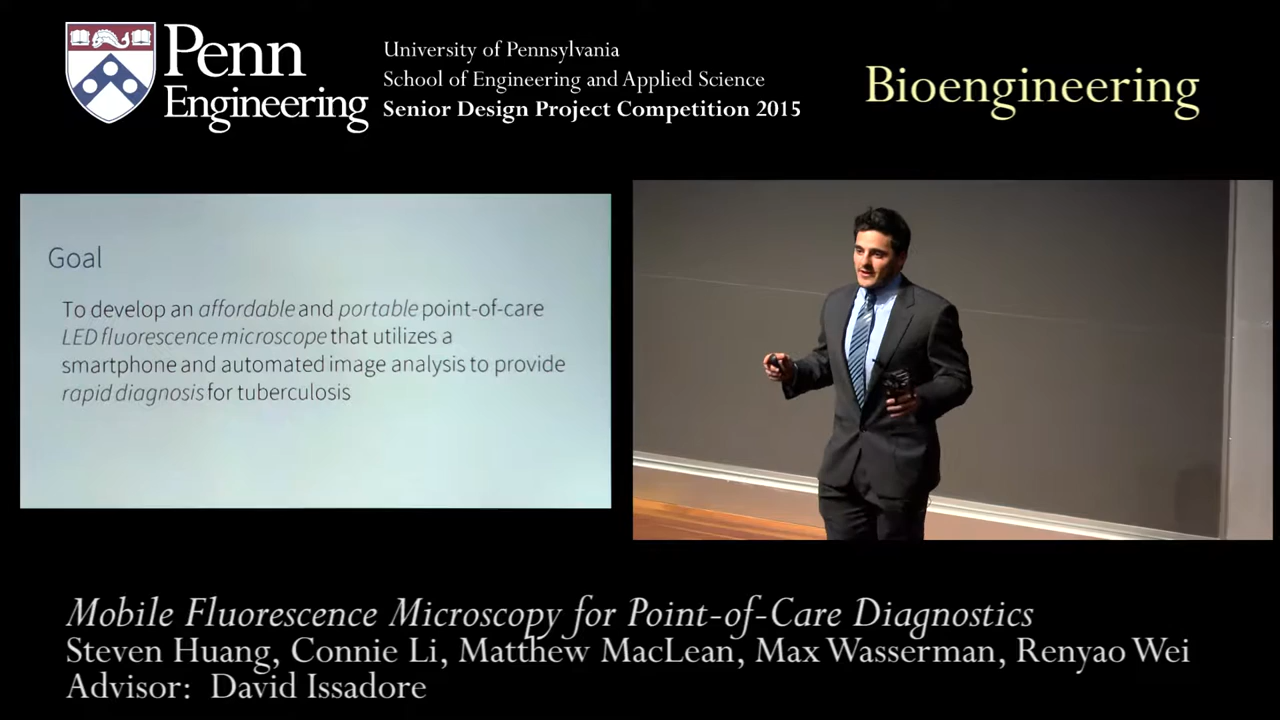 Penn
Engineering
University of Pennsylvania
School of Engineering and Applied Science
Senior Design Project Competition 2015
Bioengineering
Goal
To develop an affordable and portable point-of-care
LED fluorescence microscope that utilizes a
smartphone and automated image analysis to provide
rapid diagnosis for tuberculosis
Mobile Fluorescence Microscopy for Point-of-Care Diagnostics
Steven Huang, Connie Li, Matthew MacLean, Max Wasserman, Renyao Wei
Advisor: David Issadore